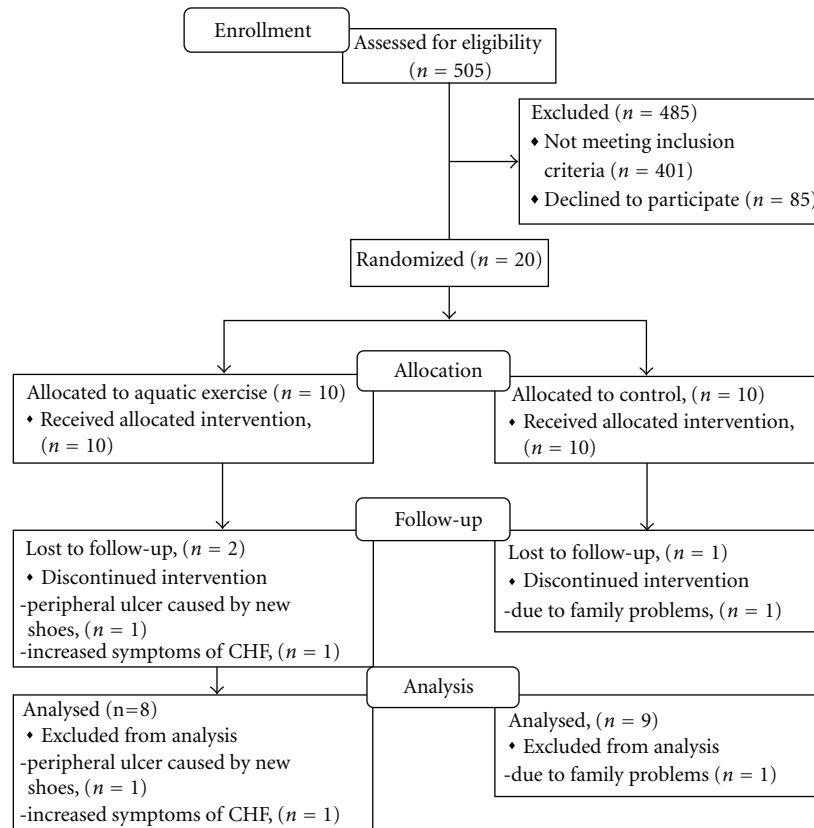 Enrollment
Assessed for eligibility
(n = 505)
Excluded (n = 485)
♦ Not meeting inclusion
criteria (n = 401)
♦ Declined to participate (n = 85)
Randomized (n = 20)
Allocation
Allocated to aquatic exercise (n = 10)
♦ Received allocated intervention,
(n = 10)
Allocated to control, (n = 10)
♦ Received allocated intervention,
(n = 10)
Follow-up
Lost to follow-up, (n = 2)
♦ Discontinued intervention
-peripheral ulcer caused by new
shoes, (n = 1)
-increased symptoms of CHF, (n = 1)
Lost to follow-up, (n = 1)
♦ Discontinued intervention
-due to family problems, (n = 1)
Analysis
Analysed (n=8)
♦ Excluded from analysis
-peripheral ulcer caused by new
shoes, (n = 1)
-increased symptoms of CHF, (n = 1)
Analysed, (n = 9)
♦ Excluded from analysis
-due to family problems (n = 1)